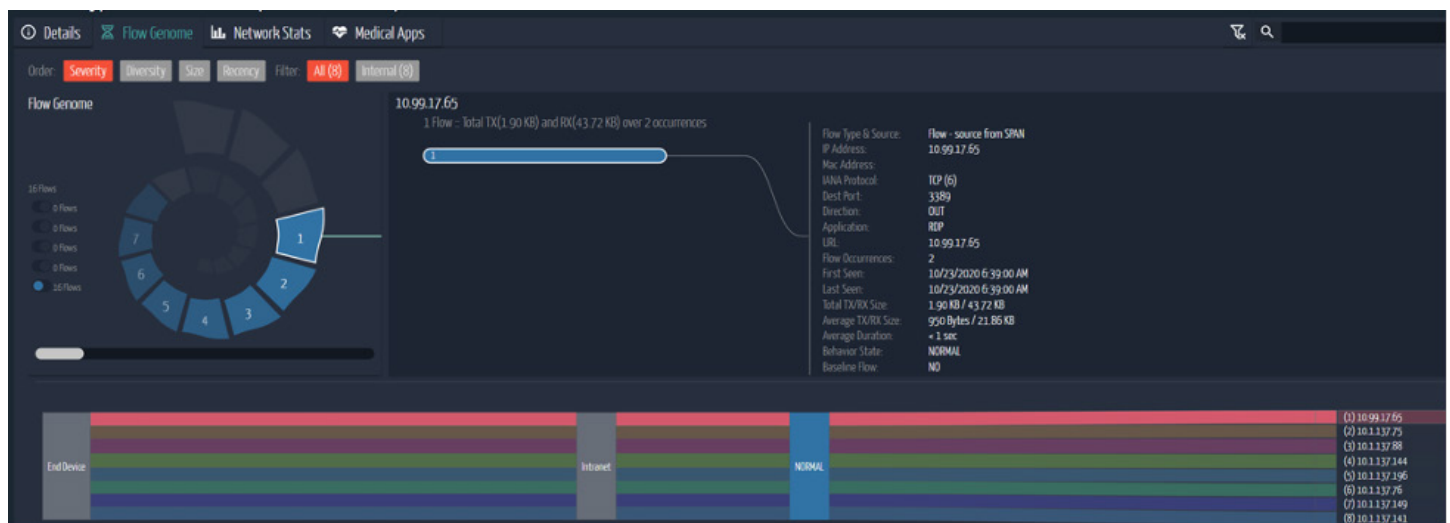 Details Flow Genome Network Stats Medical Apps
Order: Severity Diversity Size Recency Filter: All (8) Internal (8)
Flow Genome
16 Flows
0 Flows
0 Flows
0 Flows
0 Flows
16 Flows
1
2
3
4
5
6
7
10.99.17.65
1 Flow :: Total TX(1.90 KB) and RX(43.72 KB) over 2 occurrences
1
Flow Type & Source: Flow - source from SPAN
IP Address: 10.99.17.65
Mac Address:
IANA Protocol: TCP (6)
Dest Port: 3389
Direction: OUT
Application: RDP
URL: 10.99.17.65
Flow Occurrences: 2
First Seen: 10/23/2020 6:39:00 AM
Last Seen: 10/23/2020 6:39:00 AM
Total TX/RX Size: 1.90 KB / 43.72 KB
Average TX/RX Size: 950 Bytes / 21.86 KB
Average Duration: < 1 sec
Behavior State: NORMAL
Baseline Flow: NO
End Device
Intranet
NORMAL
(1) 10.99.17.65
(2) 10.1.137.75
(3) 10.1.137.88
(4) 10.1.137.144
(5) 10.1.137.196
(6) 10.1.137.76
(7) 10.1.137.149
(8) 10.1.137.141